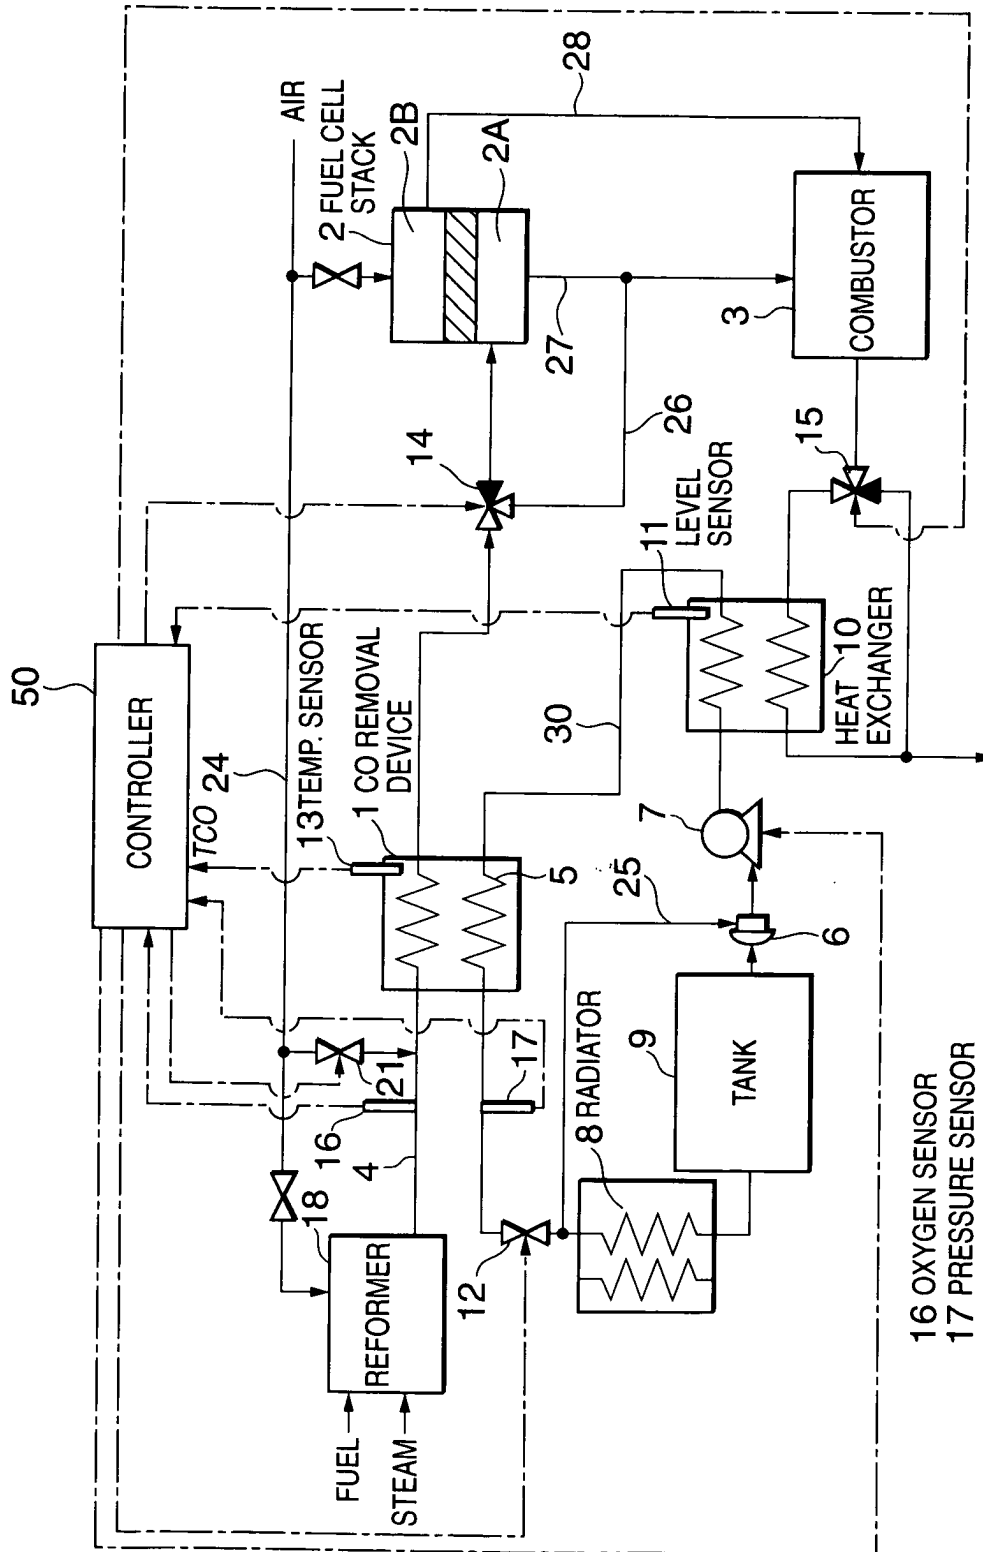 50
CONTROLLER
TCO
24
AIR
13 TEMP. SENSOR
1 CO REMOVAL
DEVICE
2 FUEL CELL
STACK
2B
2A
28
14
27
26
3
COMBUSTOR
15
11 LEVEL
SENSOR
10
HEAT
EXCHANGER
30
7
5
25
6
9
TANK
8 RADIATOR
17
21
16
4
18
REFORMER
12
FUEL
STEAM
16 OXYGEN SENSOR
17 PRESSURE SENSOR